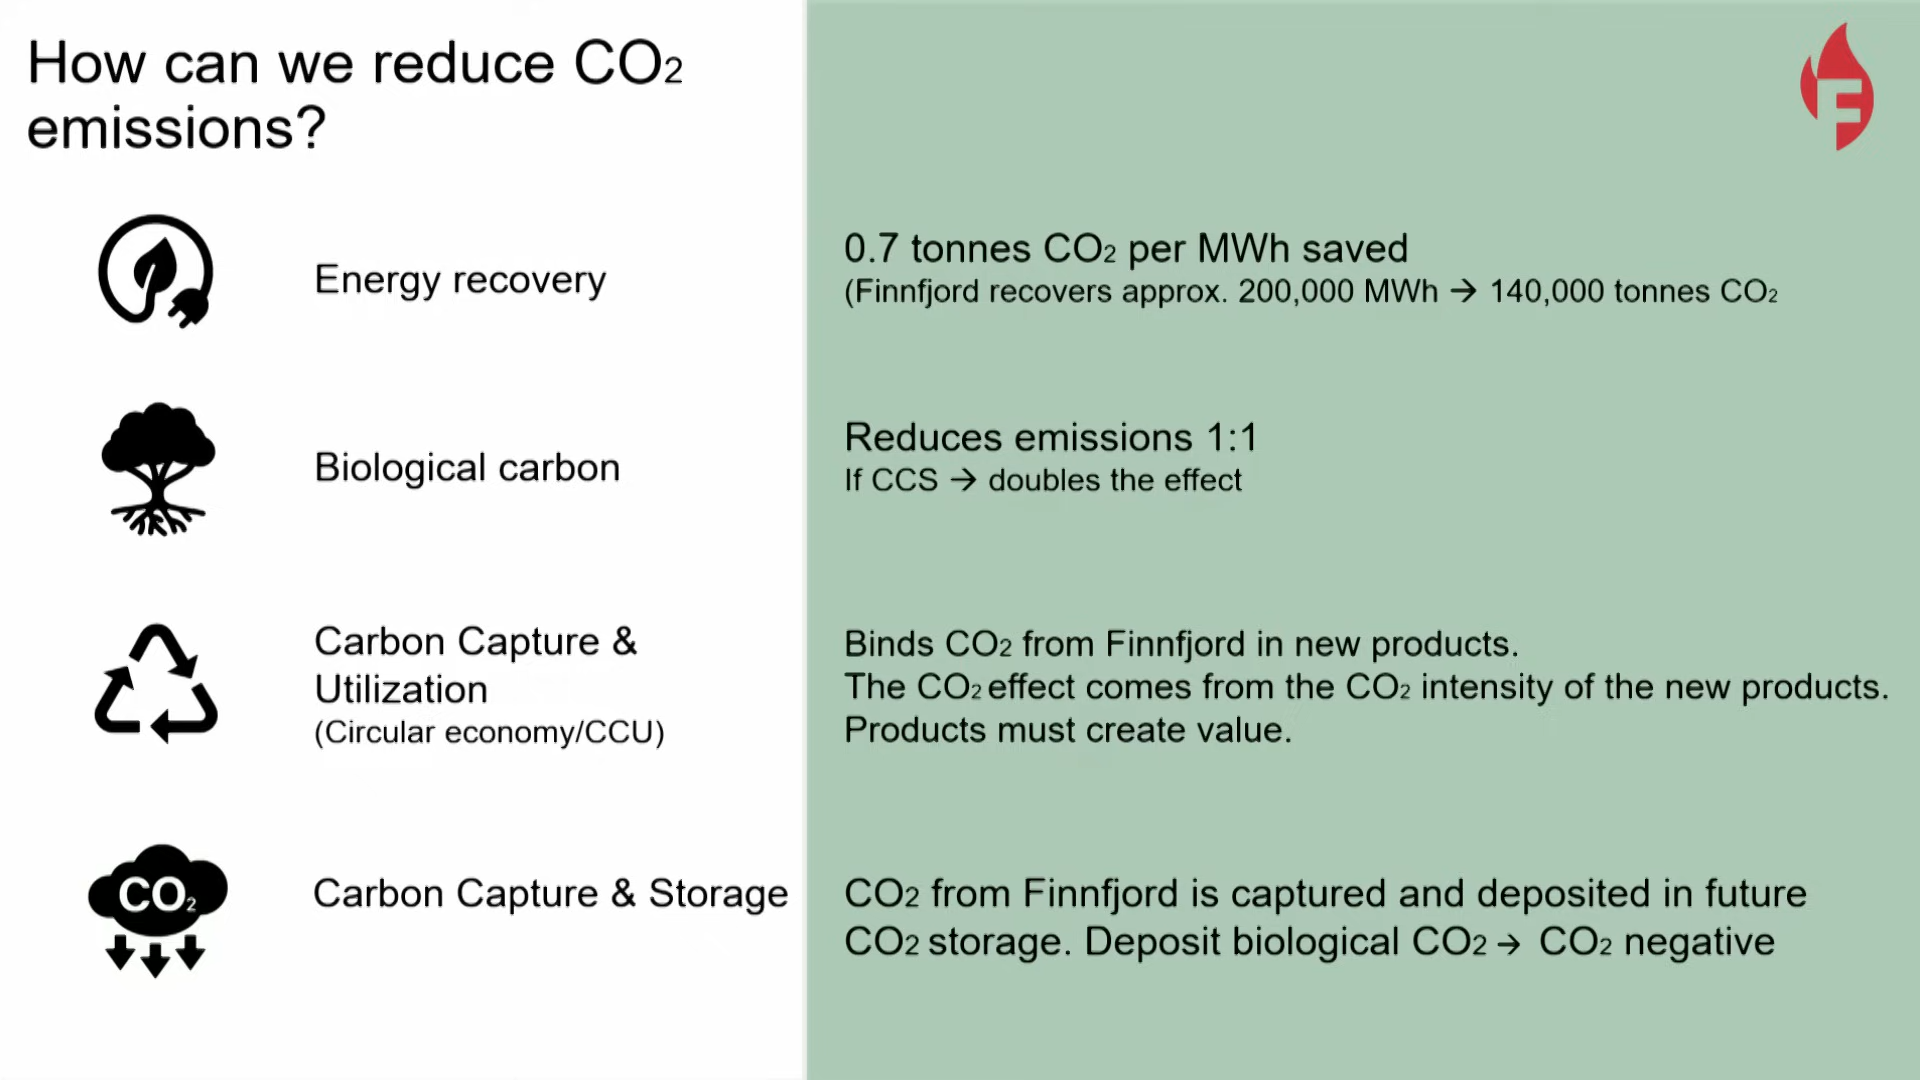 How can we reduce CO2
emissions?
Energy recovery
0.7 tonnes CO2 per MWh saved
(Finnfjord recovers approx. 200,000 MWh → 140,000 tonnes CO2
Biological carbon
Reduces emissions 1:1
If CCS → doubles the effect
Carbon Capture &
Utilization
(Circular economy/CCU)
Binds CO2 from Finnfjord in new products.
The CO2 effect comes from the CO2 intensity of the new products.
Products must create value.
CO2
Carbon Capture & Storage
CO2 from Finnfjord is captured and deposited in future
CO2 storage. Deposit biological CO2 → CO2 negative
F